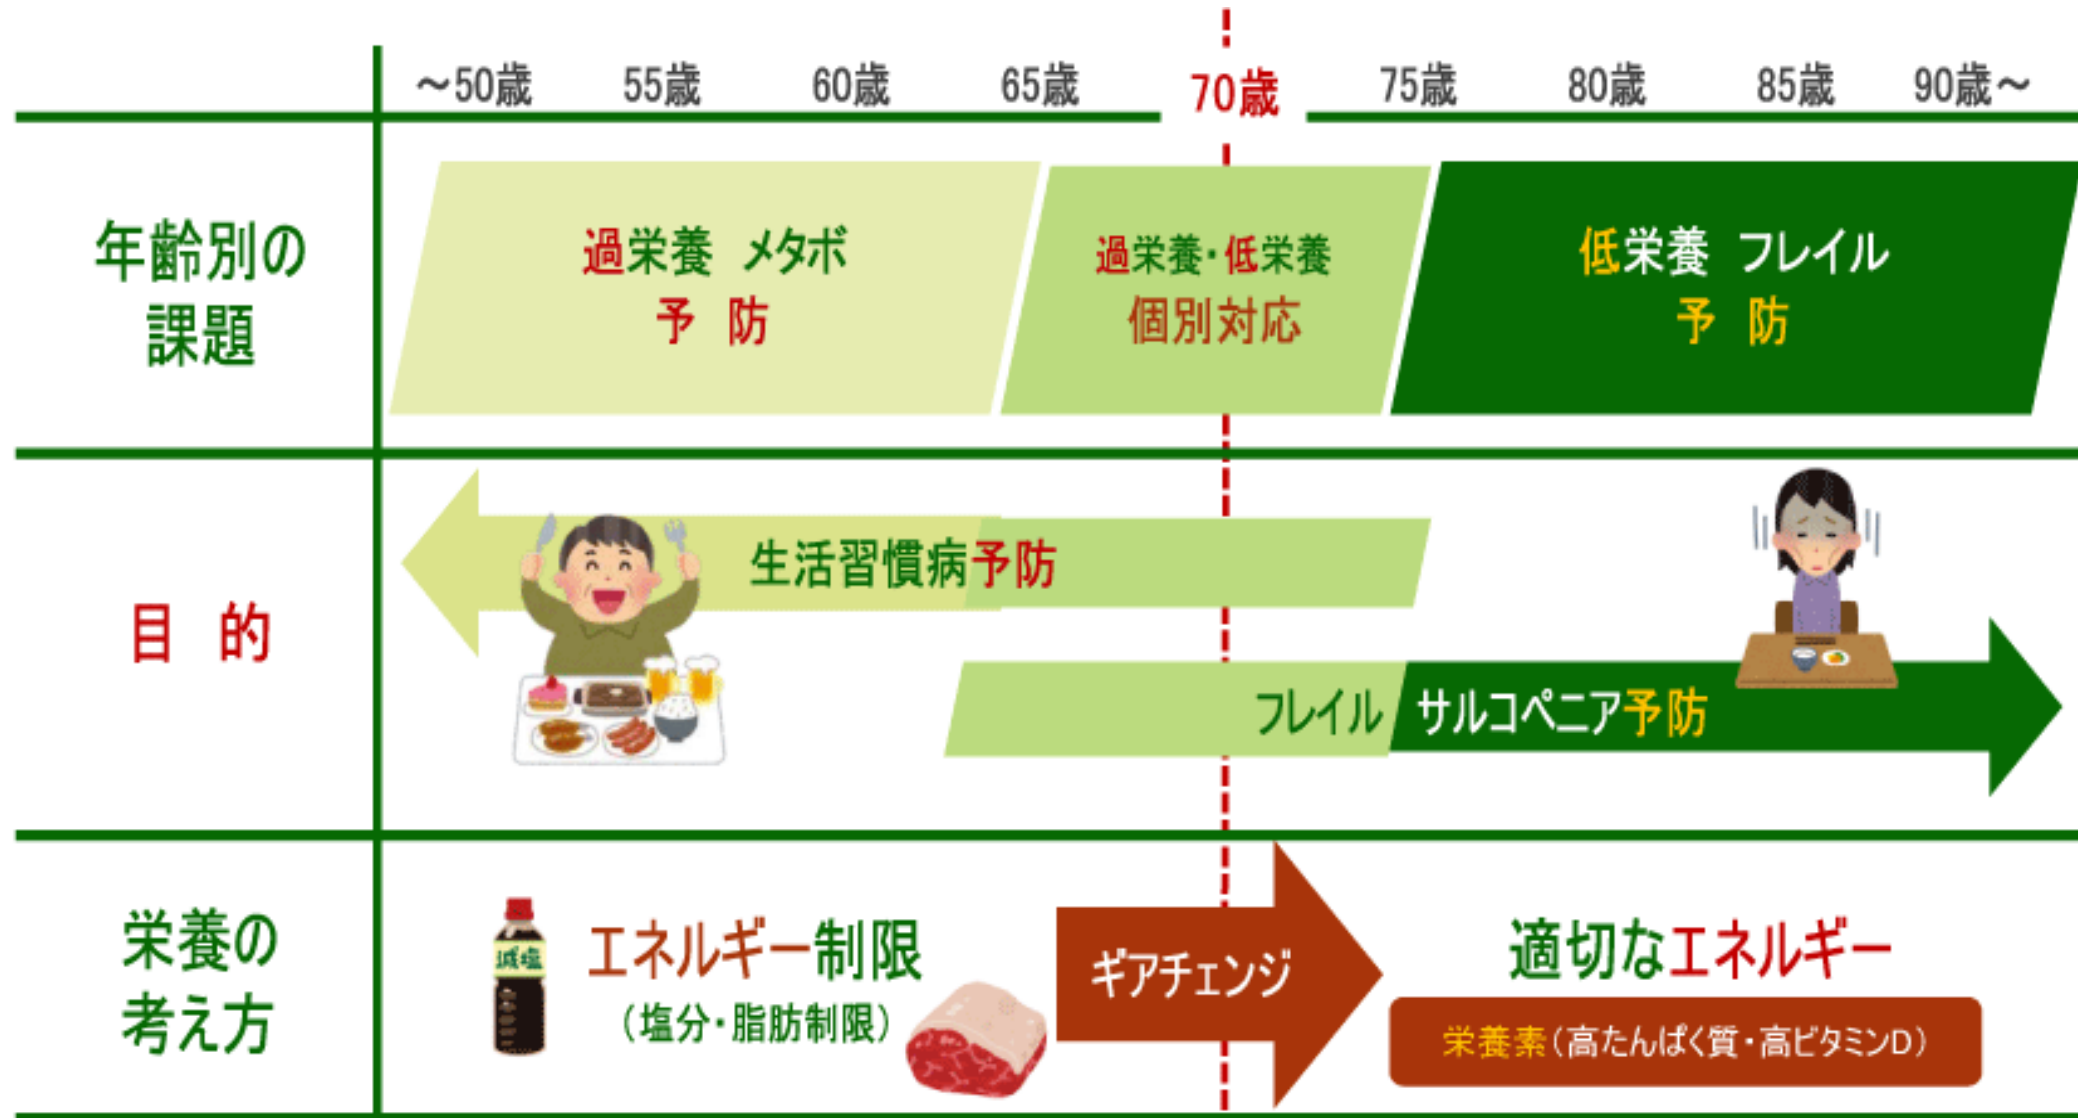 ～50歳 55歳 60歳 65歳 70歳 75歳 80歳 85歳 90歳～
年齢別の
課題
過栄養 メタボ
予 防
過栄養・低栄養
個別対応
低栄養 フレイル
予 防
目 的
生活習慣病予防
フレイル サルコペニア予防
栄養の
考え方
減塩
エネルギー制限
（塩分・脂肪制限）
ギアチェンジ
適切なエネルギー
栄養素（高たんぱく質・高ビタミンD）